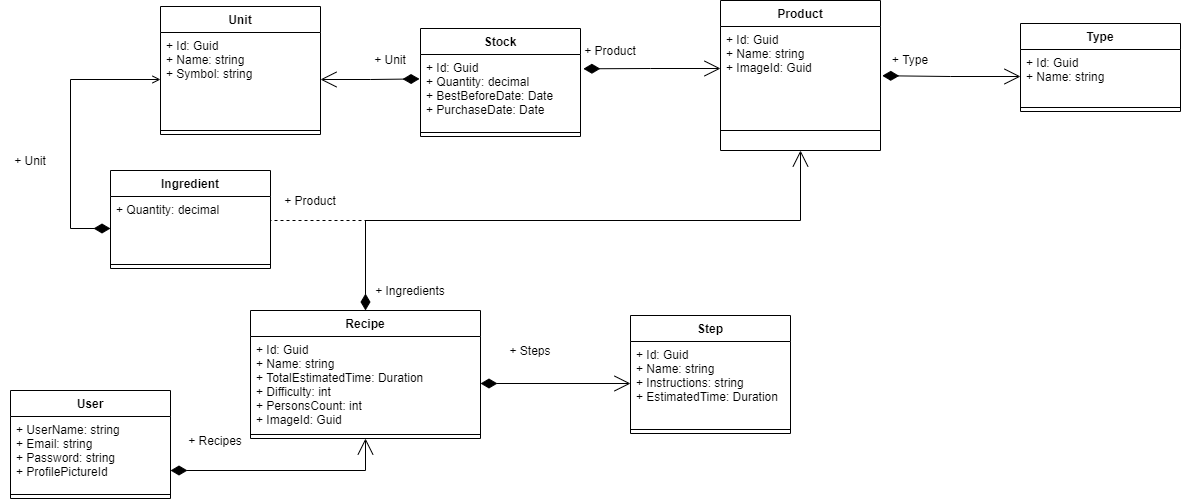 Unit
+ Id: Guid
+ Name: string
+ Symbol: string
+ Unit
Stock
+ Id: Guid
+ Quantity: decimal
+ BestBeforeDate: Date
+ PurchaseDate: Date
+ Product
Product
+ Id: Guid
+ Name: string
+ ImageId: Guid
+ Type
Type
+ Id: Guid
+ Name: string
+ Unit
Ingredient
+ Quantity: decimal
+ Product
+ Ingredients
Recipe
+ Id: Guid
+ Name: string
+ TotalEstimatedTime: Duration
+ Difficulty: int
+ PersonsCount: int
+ ImageId: Guid
+ Steps
Step
+ Id: Guid
+ Name: string
+ Instructions: string
+ EstimatedTime: Duration
User
+ UserName: string
+ Email: string
+ Password: string
+ ProfilePictureId
+ Recipes